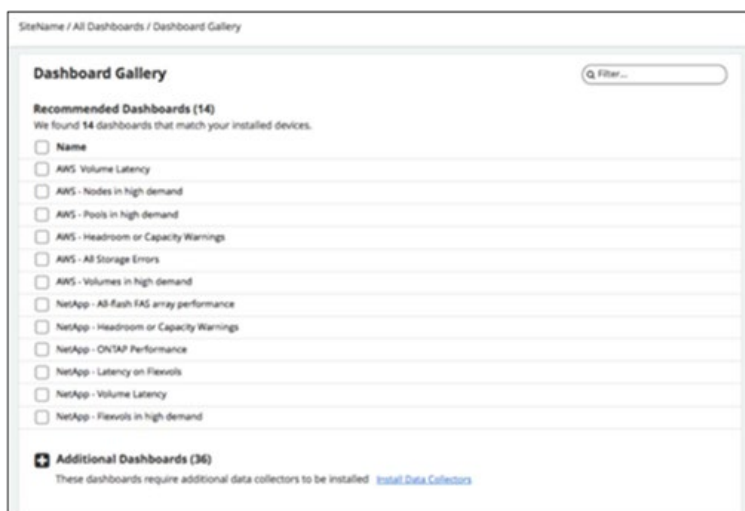 SiteName / All Dashboards / Dashboard Gallery
Dashboard Gallery
Filter...
Recommended Dashboards (14)
We found 14 dashboards that match your installed devices.
Name
AWS Volume Latency
AWS - Nodes in high demand
AWS - Pools in high demand
AWS - Headroom or Capacity Warnings
AWS - All Storage Errors
AWS - Volumes in high demand
NetApp - All-flash FAS array performance
NetApp - Headroom or Capacity Warnings
NetApp - ONTAP Performance
NetApp - Latency on Flexvols
NetApp - Volume Latency
NetApp - Flexvols in high demand
Additional Dashboards (36)
These dashboards require additional data collectors to be installed Install Data Collectors